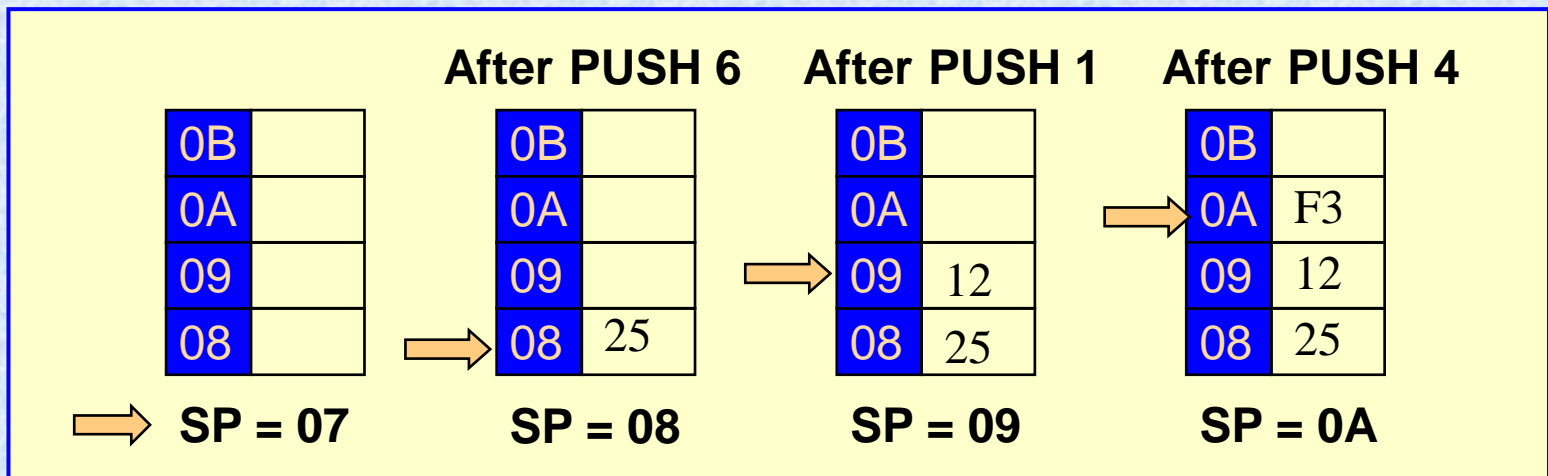 After PUSH 6 After PUSH 1 After PUSH 4
0B 0B 0B 0B
0A 0A 0A 0A F3
09 09 09 12 09 12
08 08 25 08 25 08 25
SP = 07 SP = 08 SP = 09 SP = 0A